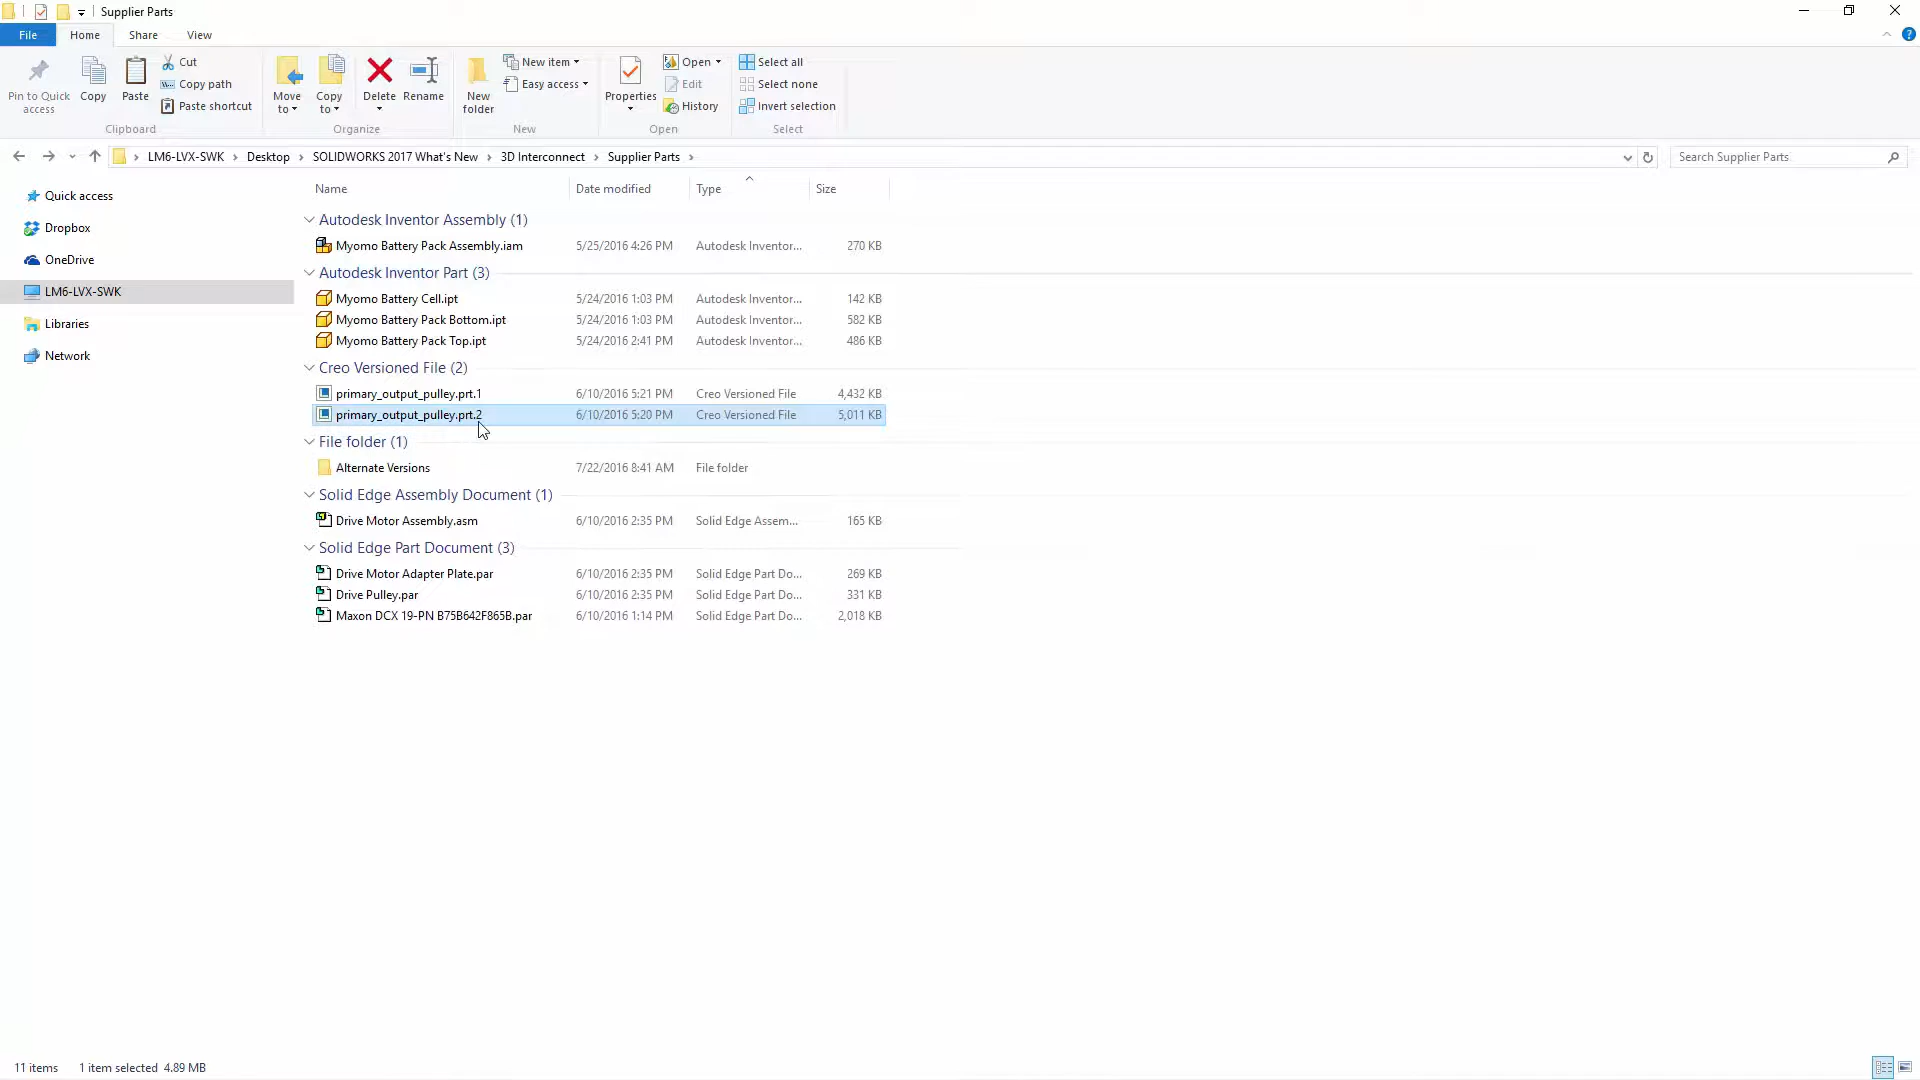 Supplier Parts
File Home Share View
Pin to Quick access
Copy
Paste
Cut
Copy path
Paste shortcut
Clipboard
Move to
Copy to
Delete
Rename
Organize
New folder
New item
Easy access
New
Properties
Open
Edit
History
Open
Select all
Select none
Invert selection
Select
LM6-LVX-SWK > Desktop > SOLIDWORKS 2017 What's New > 3D Interconnect > Supplier Parts >
Search Supplier Parts
Quick access
Dropbox
OneDrive
LM6-LVX-SWK
Libraries
Network
Name Date modified Type Size
Autodesk Inventor Assembly (1)
Myomo Battery Pack Assembly.iam 5/25/2016 4:26 PM Autodesk Inventor... 270 KB
Autodesk Inventor Part (3)
Myomo Battery Cell.ipt 5/24/2016 1:03 PM Autodesk Inventor... 142 KB
Myomo Battery Pack Bottom.ipt 5/24/2016 1:03 PM Autodesk Inventor... 582 KB
Myomo Battery Pack Top.ipt 5/24/2016 2:41 PM Autodesk Inventor... 486 KB
Creo Versioned File (2)
primary_output_pulley.prt.1 6/10/2016 5:21 PM Creo Versioned File 4,432 KB
primary_output_pulley.prt.2 6/10/2016 5:20 PM Creo Versioned File 5,011 KB
File folder (1)
Alternate Versions 7/22/2016 8:41 AM File folder
Solid Edge Assembly Document (1)
Drive Motor Assembly.asm 6/10/2016 2:35 PM Solid Edge Assem... 165 KB
Solid Edge Part Document (3)
Drive Motor Adapter Plate.par 6/10/2016 2:35 PM Solid Edge Part Do... 269 KB
Drive Pulley.par 6/10/2016 2:35 PM Solid Edge Part Do... 331 KB
Maxon DCX 19-PN B75B642F865B.par 6/10/2016 1:14 PM Solid Edge Part Do... 2,018 KB
11 items 1 item selected 4.89 MB